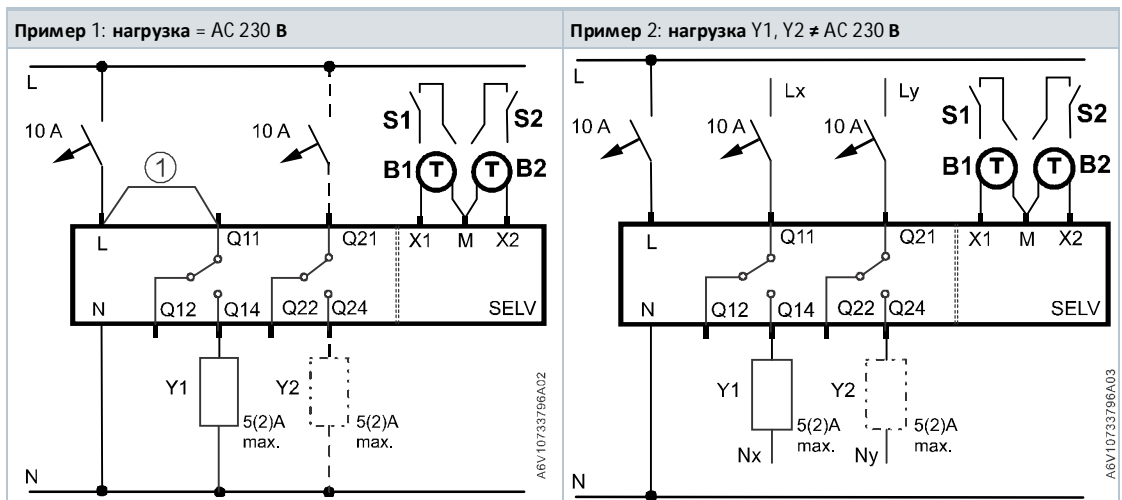 Пример 1: нагрузка = AC 230 В
L
10 A
10 A
S1
S2
B1
T
T
B2
1
L
Q11
Q21
X1
M
X2
N
Q12
Q14
Q22
Q24
SELV
Y1
5(2)A
max.
Y2
5(2)A
max.
N
A6V10733796A02
Пример 2: нагрузка Y1, Y2 ≠ AC 230 В
L
Lx
Ly
10 A
10 A
10 A
S1
S2
B1
T
T
B2
L
Q11
Q21
X1
M
X2
N
Q12
Q14
Q22
Q24
SELV
Y1
5(2)A
max.
Nx
Y2
5(2)A
max.
Ny
N
A6V10733796A03